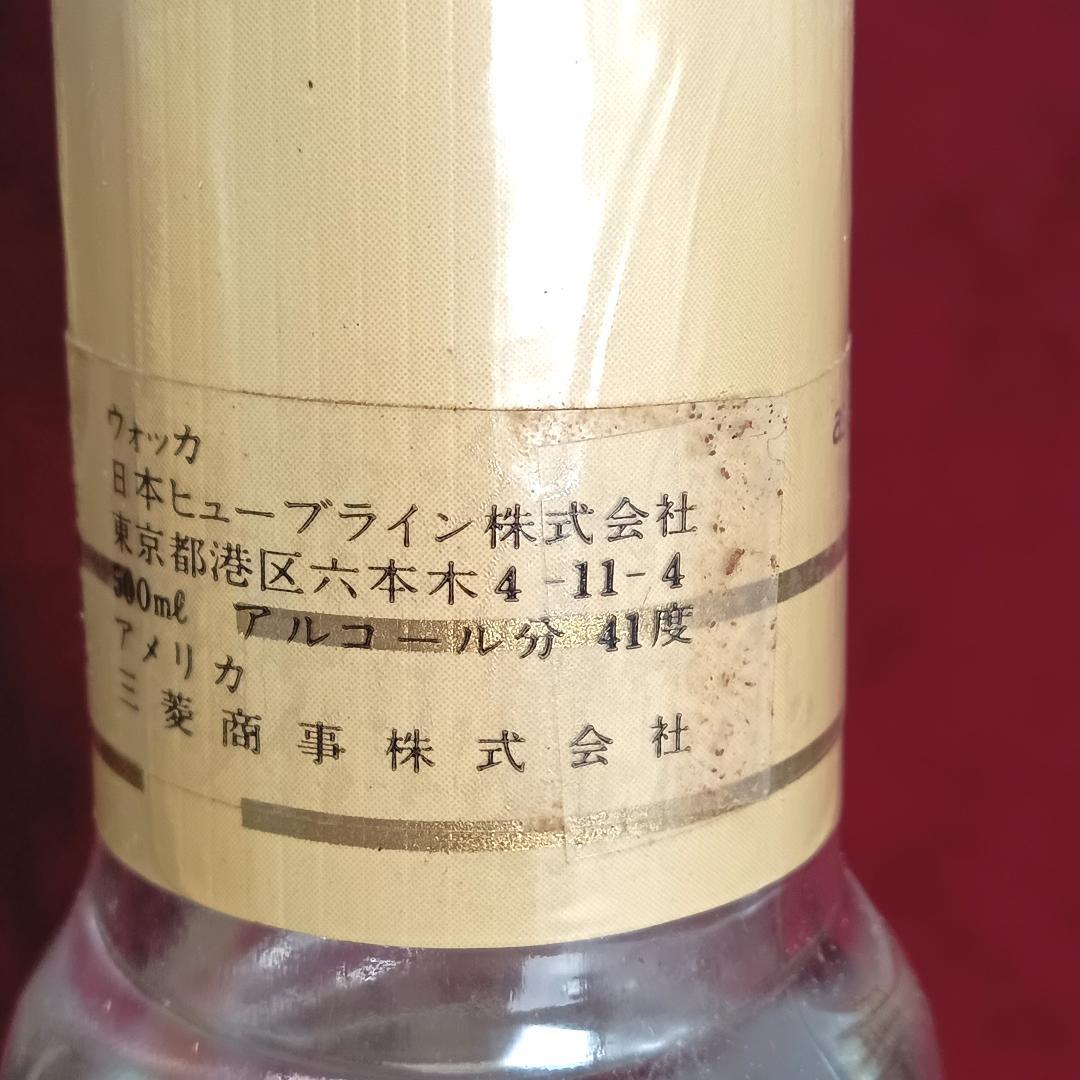 ウォッカ
日本ヒューブライン株式会社
東京都港区六本木4-11-4
500ml アルコール分 41度
アメリカ
三菱商事株式会社